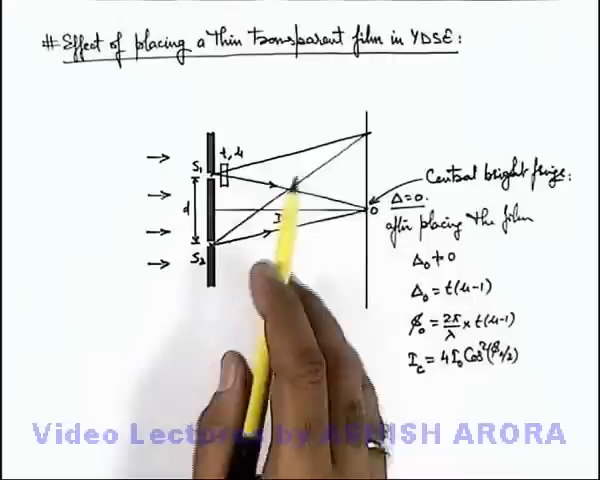 # Effect of placing a thin transparent film in YDSE:
t, μ
S₁
d
S₂
O
Central bright fringe:
Δ=0.
after placing the film
Δ₀ ≠ 0
Δ₀ = t(μ-1)
φ₀ = 2π/λ × t(μ-1)
I_c = 4I₀ Cos²(φ₀/2)
Video Lectures by ASHISH ARORA